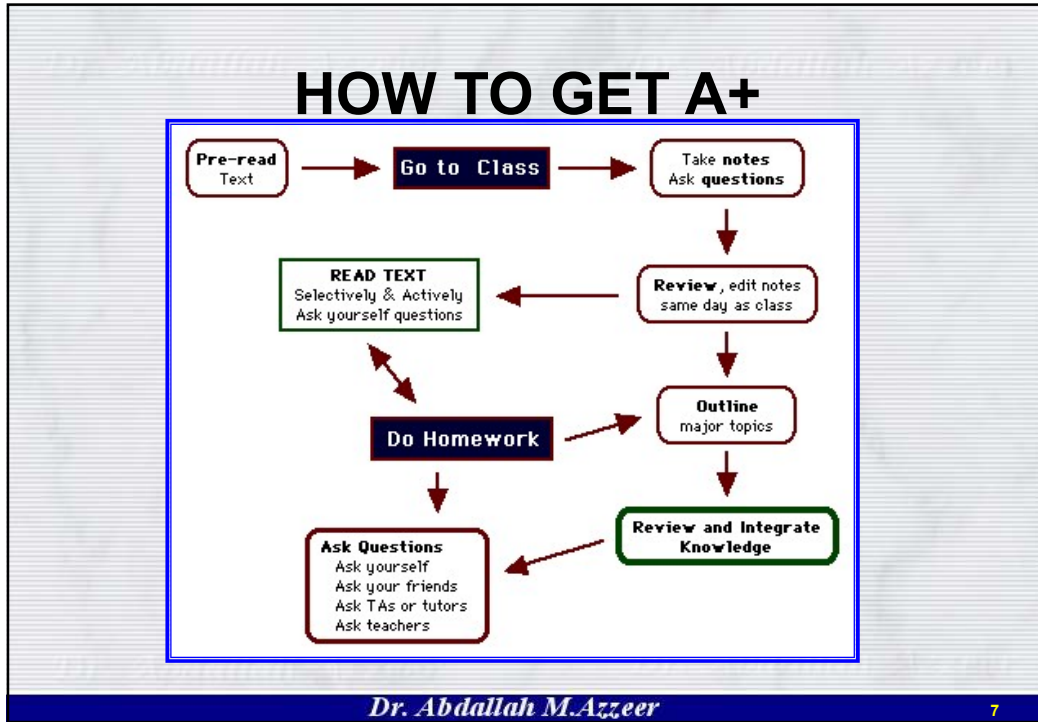 HOW TO GET A+
Pre-read
Text
Go to Class
Take notes
Ask questions
READ TEXT
Selectively & Actively
Ask yourself questions
Review, edit notes
same day as class
Do Homework
Outline
major topics
Ask Questions
Ask yourself
Ask your friends
Ask TAs or tutors
Ask teachers
Review and Integrate
Knowledge
Dr. Abdallah M.Azzeer
7